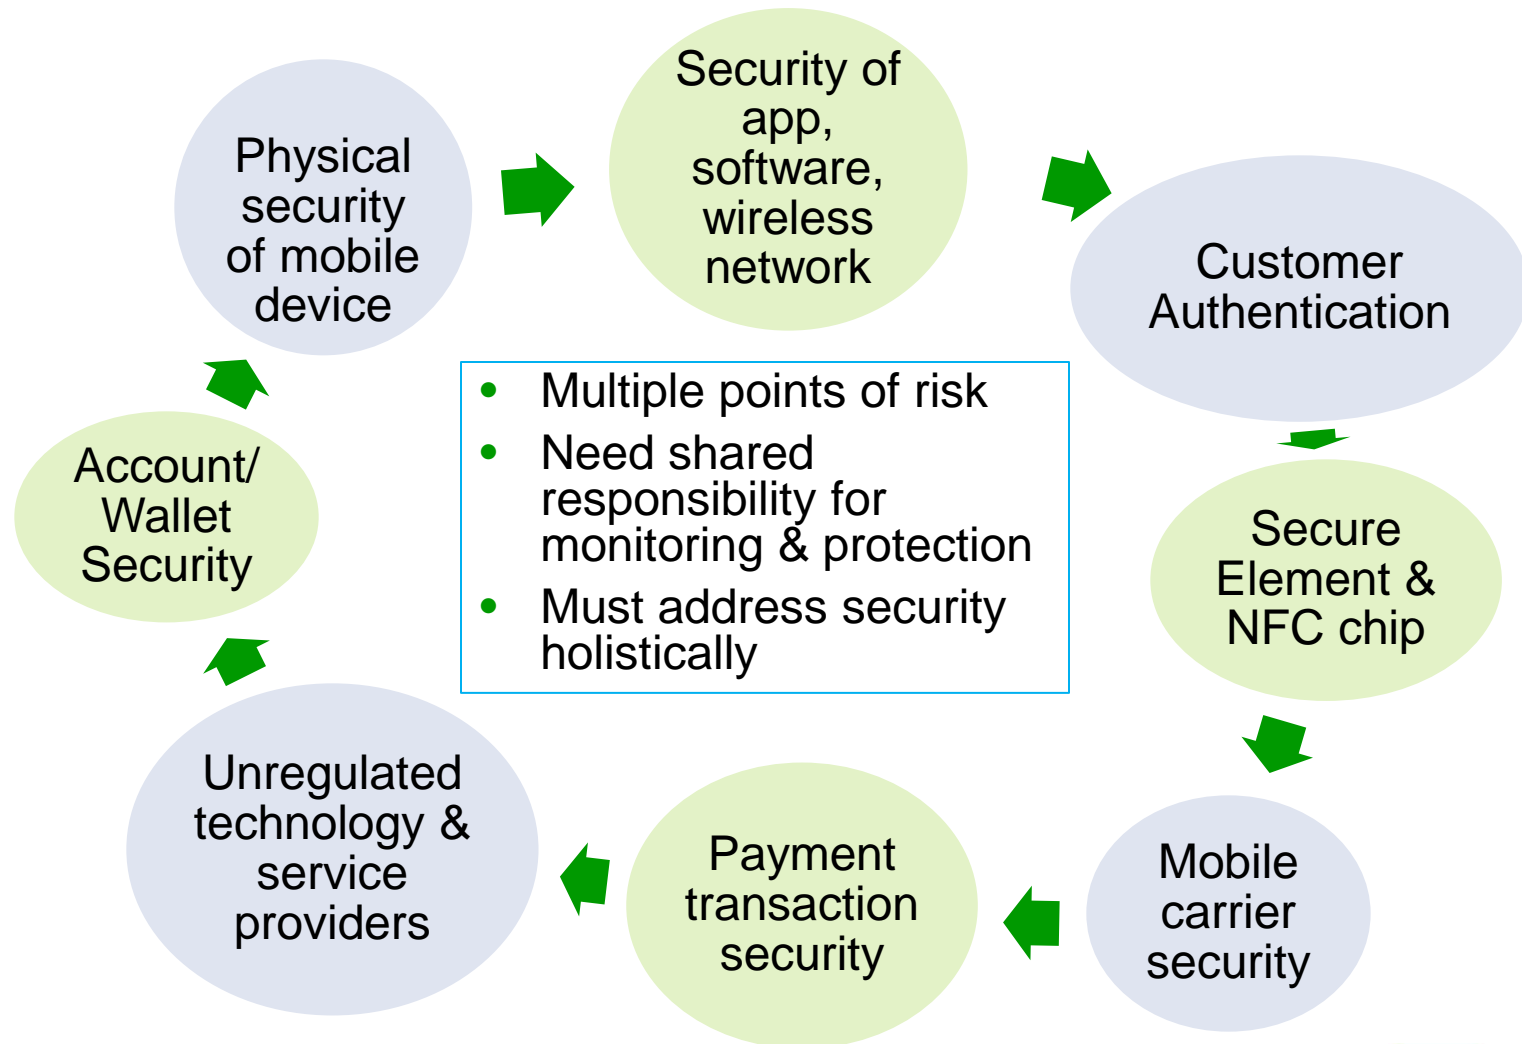 Physical
security
of mobile
device
Security of
app,
software,
wireless
network
Customer
Authentication
Secure
Element &
NFC chip
Mobile
carrier
security
Payment
transaction
security
Unregulated
technology &
service
providers
Account/
Wallet
Security
• Multiple points of risk
• Need shared
responsibility for
monitoring & protection
• Must address security
holistically